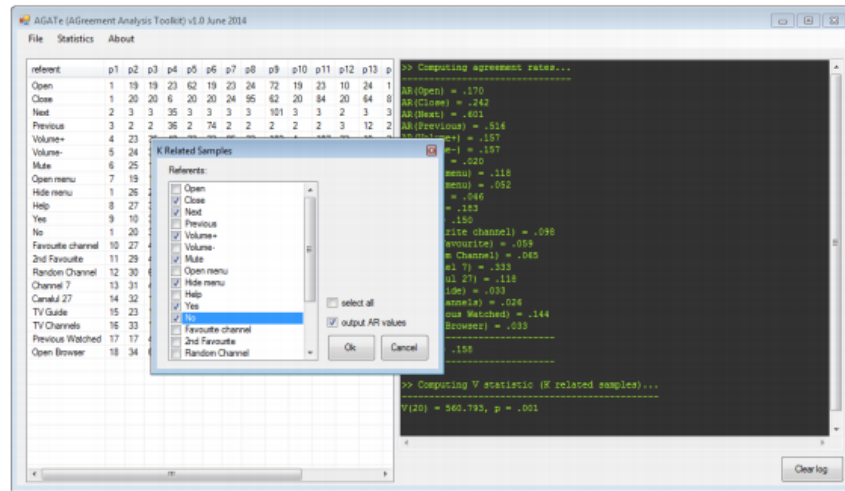 AGATe (AGreement Analysis Toolkit) v1.0 June 2014
File Statistics About
referent p1 p2 p3 p4 p5 p6 p7 p8 p9 p10 p11 p12 p13 p
Open 1 19 19 23 62 19 23 24 72 19 23 10 24 1
Close 1 20 20 6 20 20 24 95 62 20 84 20 64 8
Next 2 3 3 35 3 3 3 3 101 3 3 2 3 3
Previous 3 2 2 36 2 74 2 2 2 2 3 12 2
Volume+ 4 23
Volume- 5 24
Mute 6 25
Open menu 7 19
Hide menu 1 26
Help 8 27
Yes 9 10
No 1 20
Favourite channel 10 27
2nd Favourite 11 29
Random Channel 12 30
Channel 7 13 31
Canalul 27 14 32
TV Guide 15 23
TV Channels 16 33
Previous Watched 17 17
Open Browser 18 34
K Related Samples
Referents:
Open
Close
Next
Previous
Volume+
Volume-
Mute
Open menu
Hide menu
Help
Yes
No
Favourite channel
2nd Favourite
Random Channel
select all
output AR values
Ok Cancel
>> Computing agreement rates...
AR(Open) = .170
AR(Close) = .242
AR(Next) = .601
AR(Previous) = .516
= .157
e-) = .157
= .020
menu) = .118
menu) = .052
= .046
= .183
.150
rite channel) = .098
avourite) = .059
m Channel) = .045
el 7) = .333
ul 27) = .118
ide) = .033
annels) = .026
ous Watched) = .144
Browser) = .033
.158
>> Computing V statistic (K related samples)...
V(20) = 560.793, p = .001
Clear log